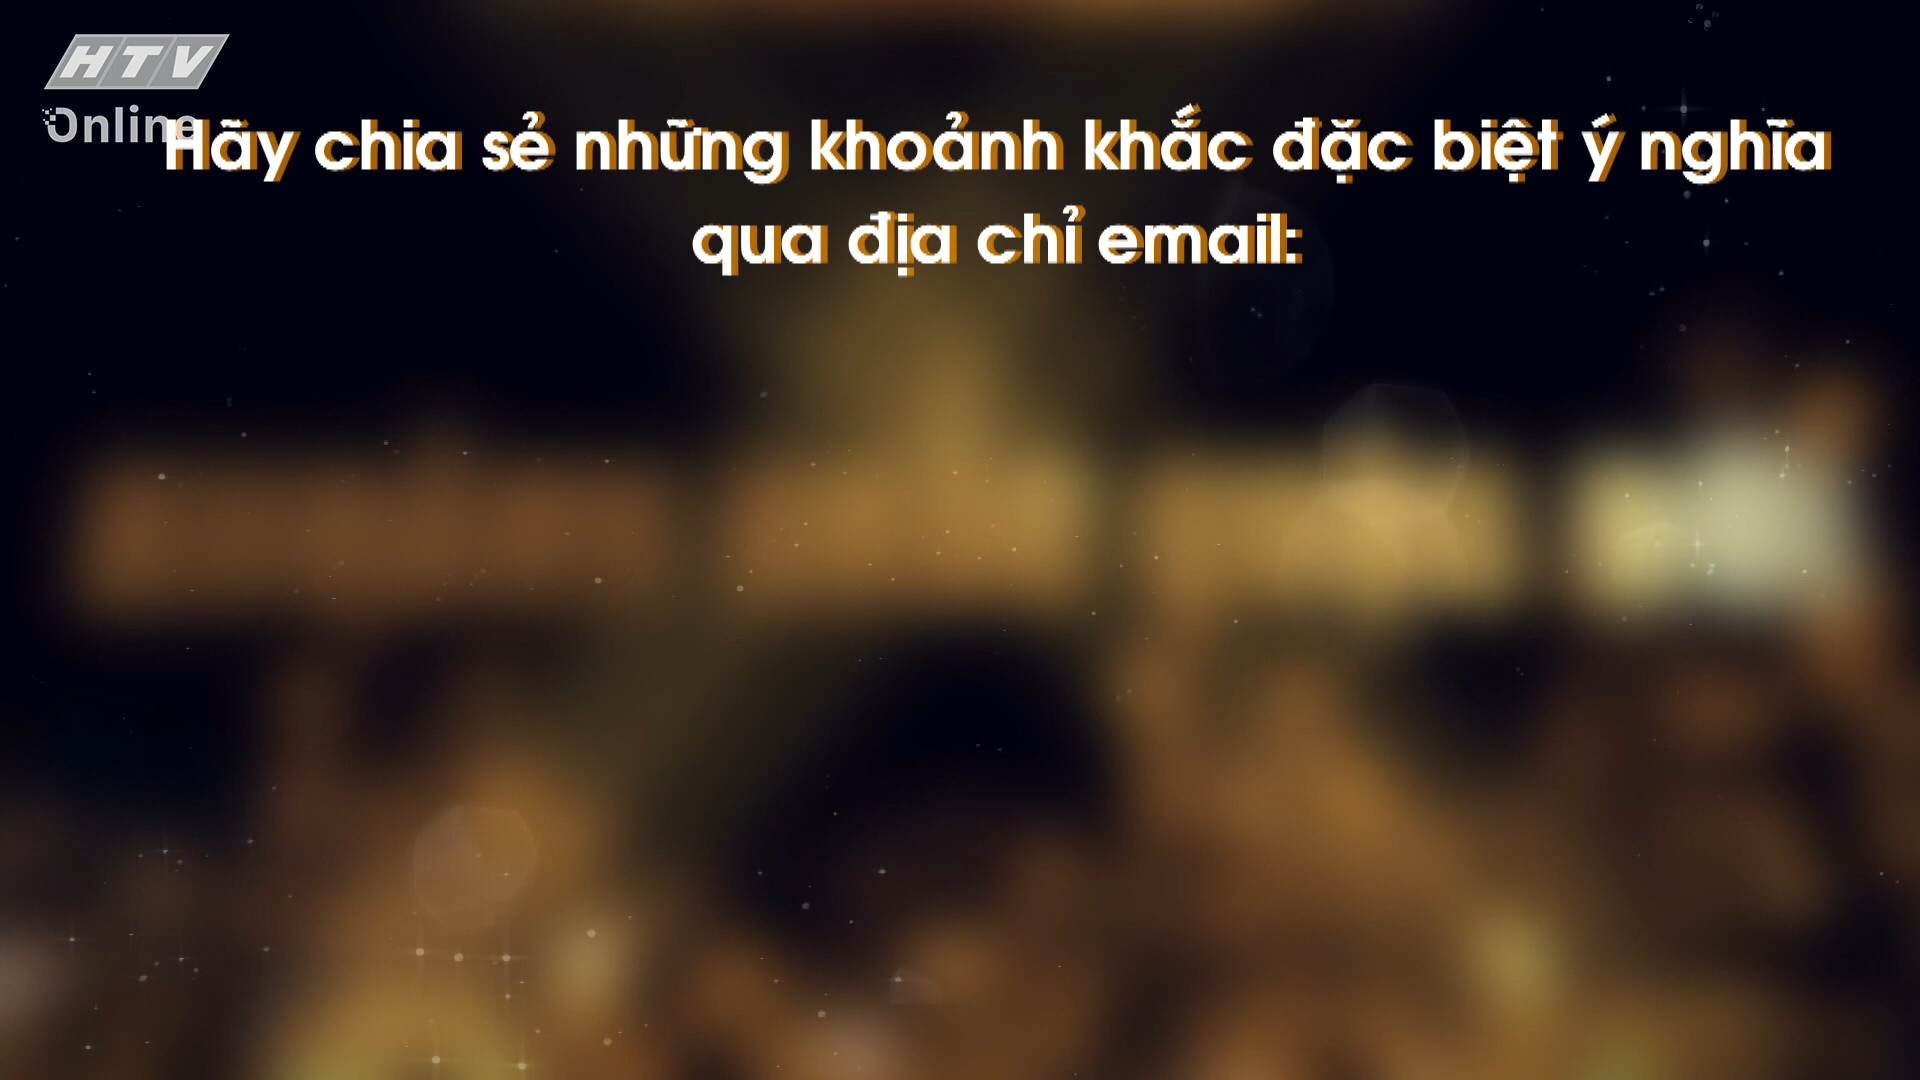 HTV
Online
Hãy chia sẻ những khoảnh khắc đặc biệt ý nghĩa
qua địa chỉ email: